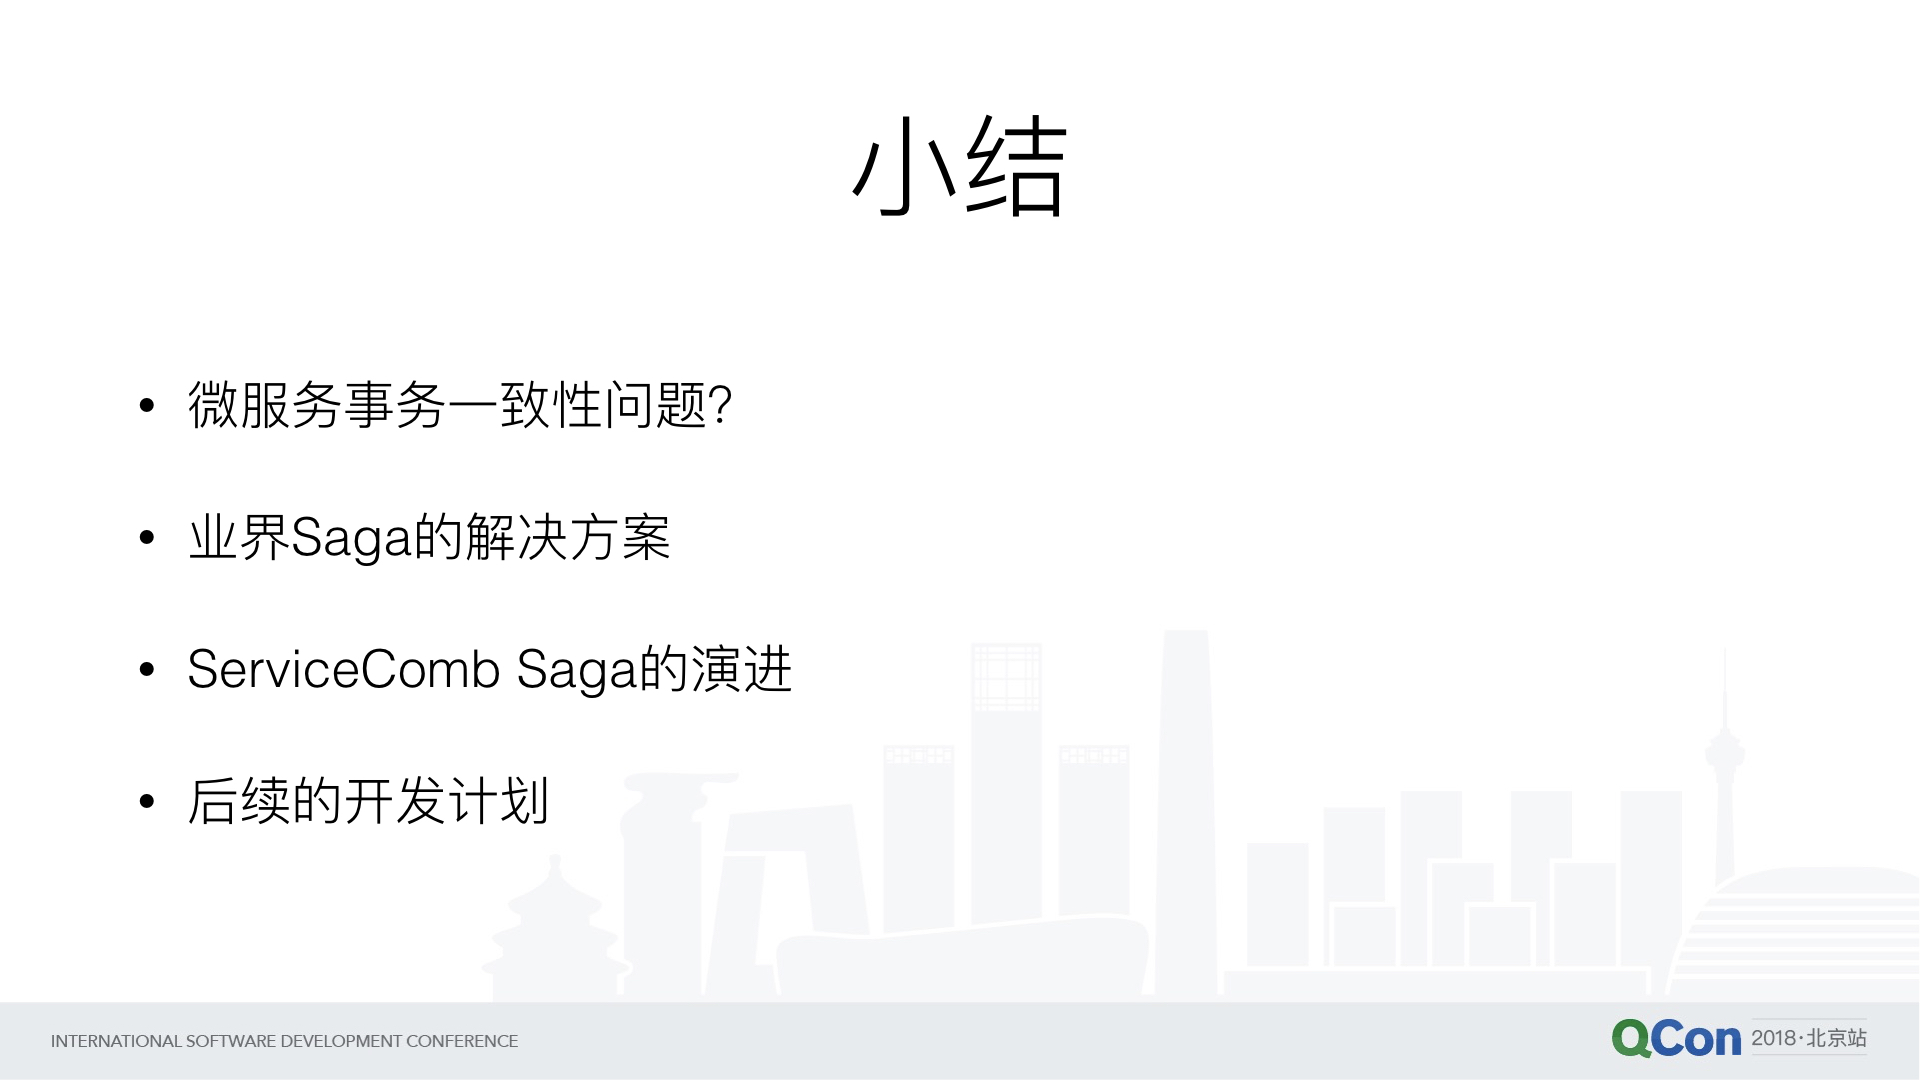 小结
• 微服务事务一致性问题?
• 业界Saga的解决方案
• ServiceComb Saga的演进
• 后续的开发计划
INTERNATIONAL SOFTWARE DEVELOPMENT CONFERENCE
QCon 2018·北京站